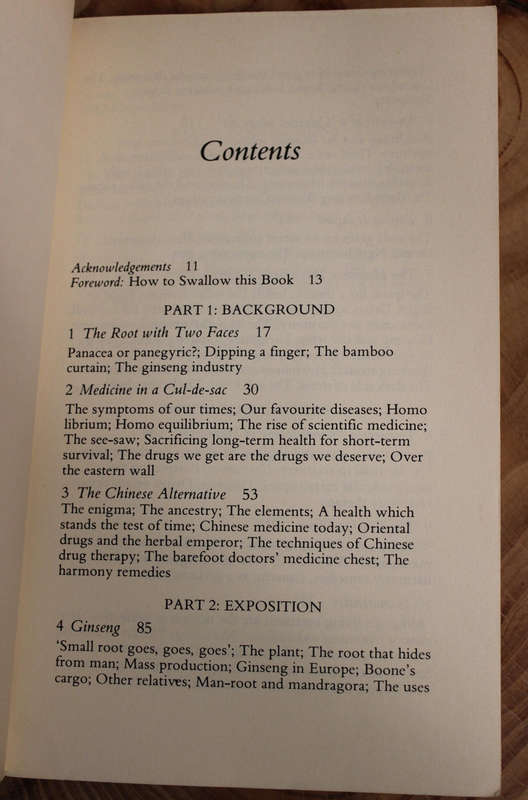 Contents
Acknowledgements 11
Foreword: How to Swallow this Book 13
PART 1: BACKGROUND
1 The Root with Two Faces 17
Panacea or panegyric?; Dipping a finger; The bamboo
curtain; The ginseng industry
2 Medicine in a Cul-de-sac 30
The symptoms of our times; Our favourite diseases; Homo
librium; Homo equilibrium; The rise of scientific medicine;
The see-saw; Sacrificing long-term health for short-term
survival; The drugs we get are the drugs we deserve; Over
the eastern wall
3 The Chinese Alternative 53
The enigma; The ancestry; The elements; A health which
stands the test of time; Chinese medicine today; Oriental
drugs and the herbal emperor; The techniques of Chinese
drug therapy; The barefoot doctors' medicine chest; The
harmony remedies
PART 2: EXPOSITION
4 Ginseng 85
'Small root goes, goes, goes'; The plant; The root that hides
from man; Mass production; Ginseng in Europe; Boone's
cargo; Other relatives; Man-root and mandragora; The uses